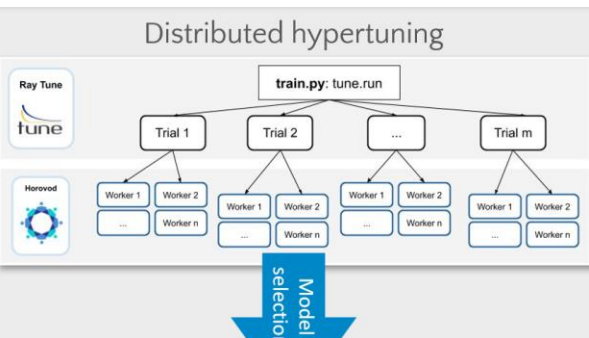 Distributed hypertuning
Ray Tune
tune
train.py: tune.run
Trial 1
Trial 2
...
Trial m
Horovod
Worker 1
Worker 2
...
Worker n
Worker 1
Worker 2
...
Worker n
Worker 1
Worker 2
...
Worker n
Worker 1
Worker 2
...
Worker n
Model
selection